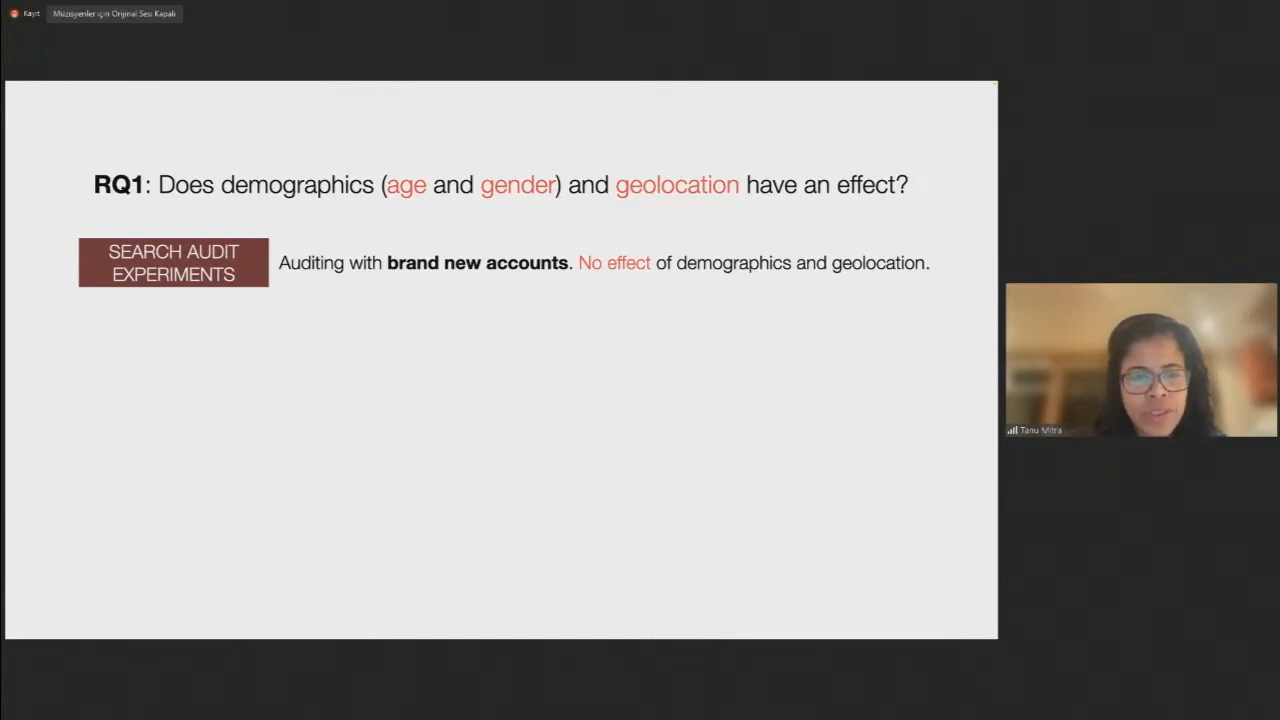 Kayıt
Müzisyenler için Orijinal Ses: Kapalı
RQ1: Does demographics (age and gender) and geolocation have an effect?
SEARCH AUDIT
EXPERIMENTS
Auditing with brand new accounts. No effect of demographics and geolocation.
Tanu Mitra